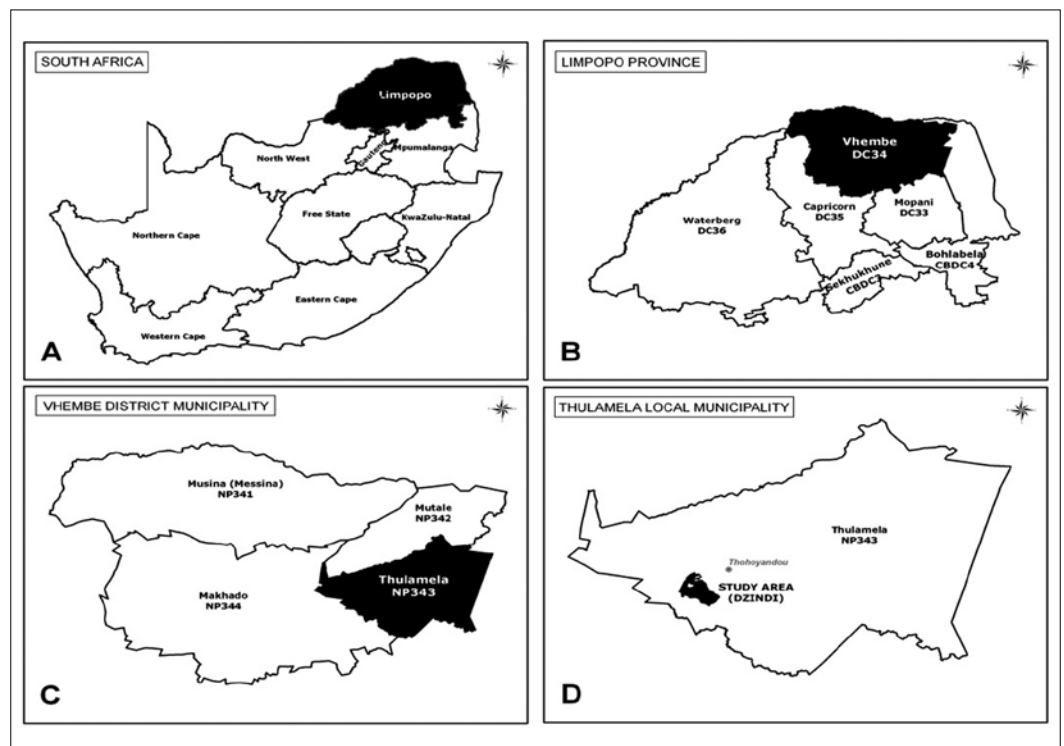 SOUTH AFRICA
Limpopo
North West
Gauteng
Mpumalanga
Free State
KwaZulu-Natal
Northern Cape
Eastern Cape
Western Cape
A
LIMPOPO PROVINCE
Vhembe
DC34
Capricorn
DC35
Mopani
DC33
Waterberg
DC36
Bohlabela
CBDC4
Sekhukhune
CBDC3
B
VHEMBE DISTRICT MUNICIPALITY
Musina (Messina)
NP341
Mutale
NP342
Thulamela
NP343
Makhado
NP344
C
THULAMELA LOCAL MUNICIPALITY
Thulamela
NP343
Thohoyandou
STUDY AREA
(DZINDI)
D